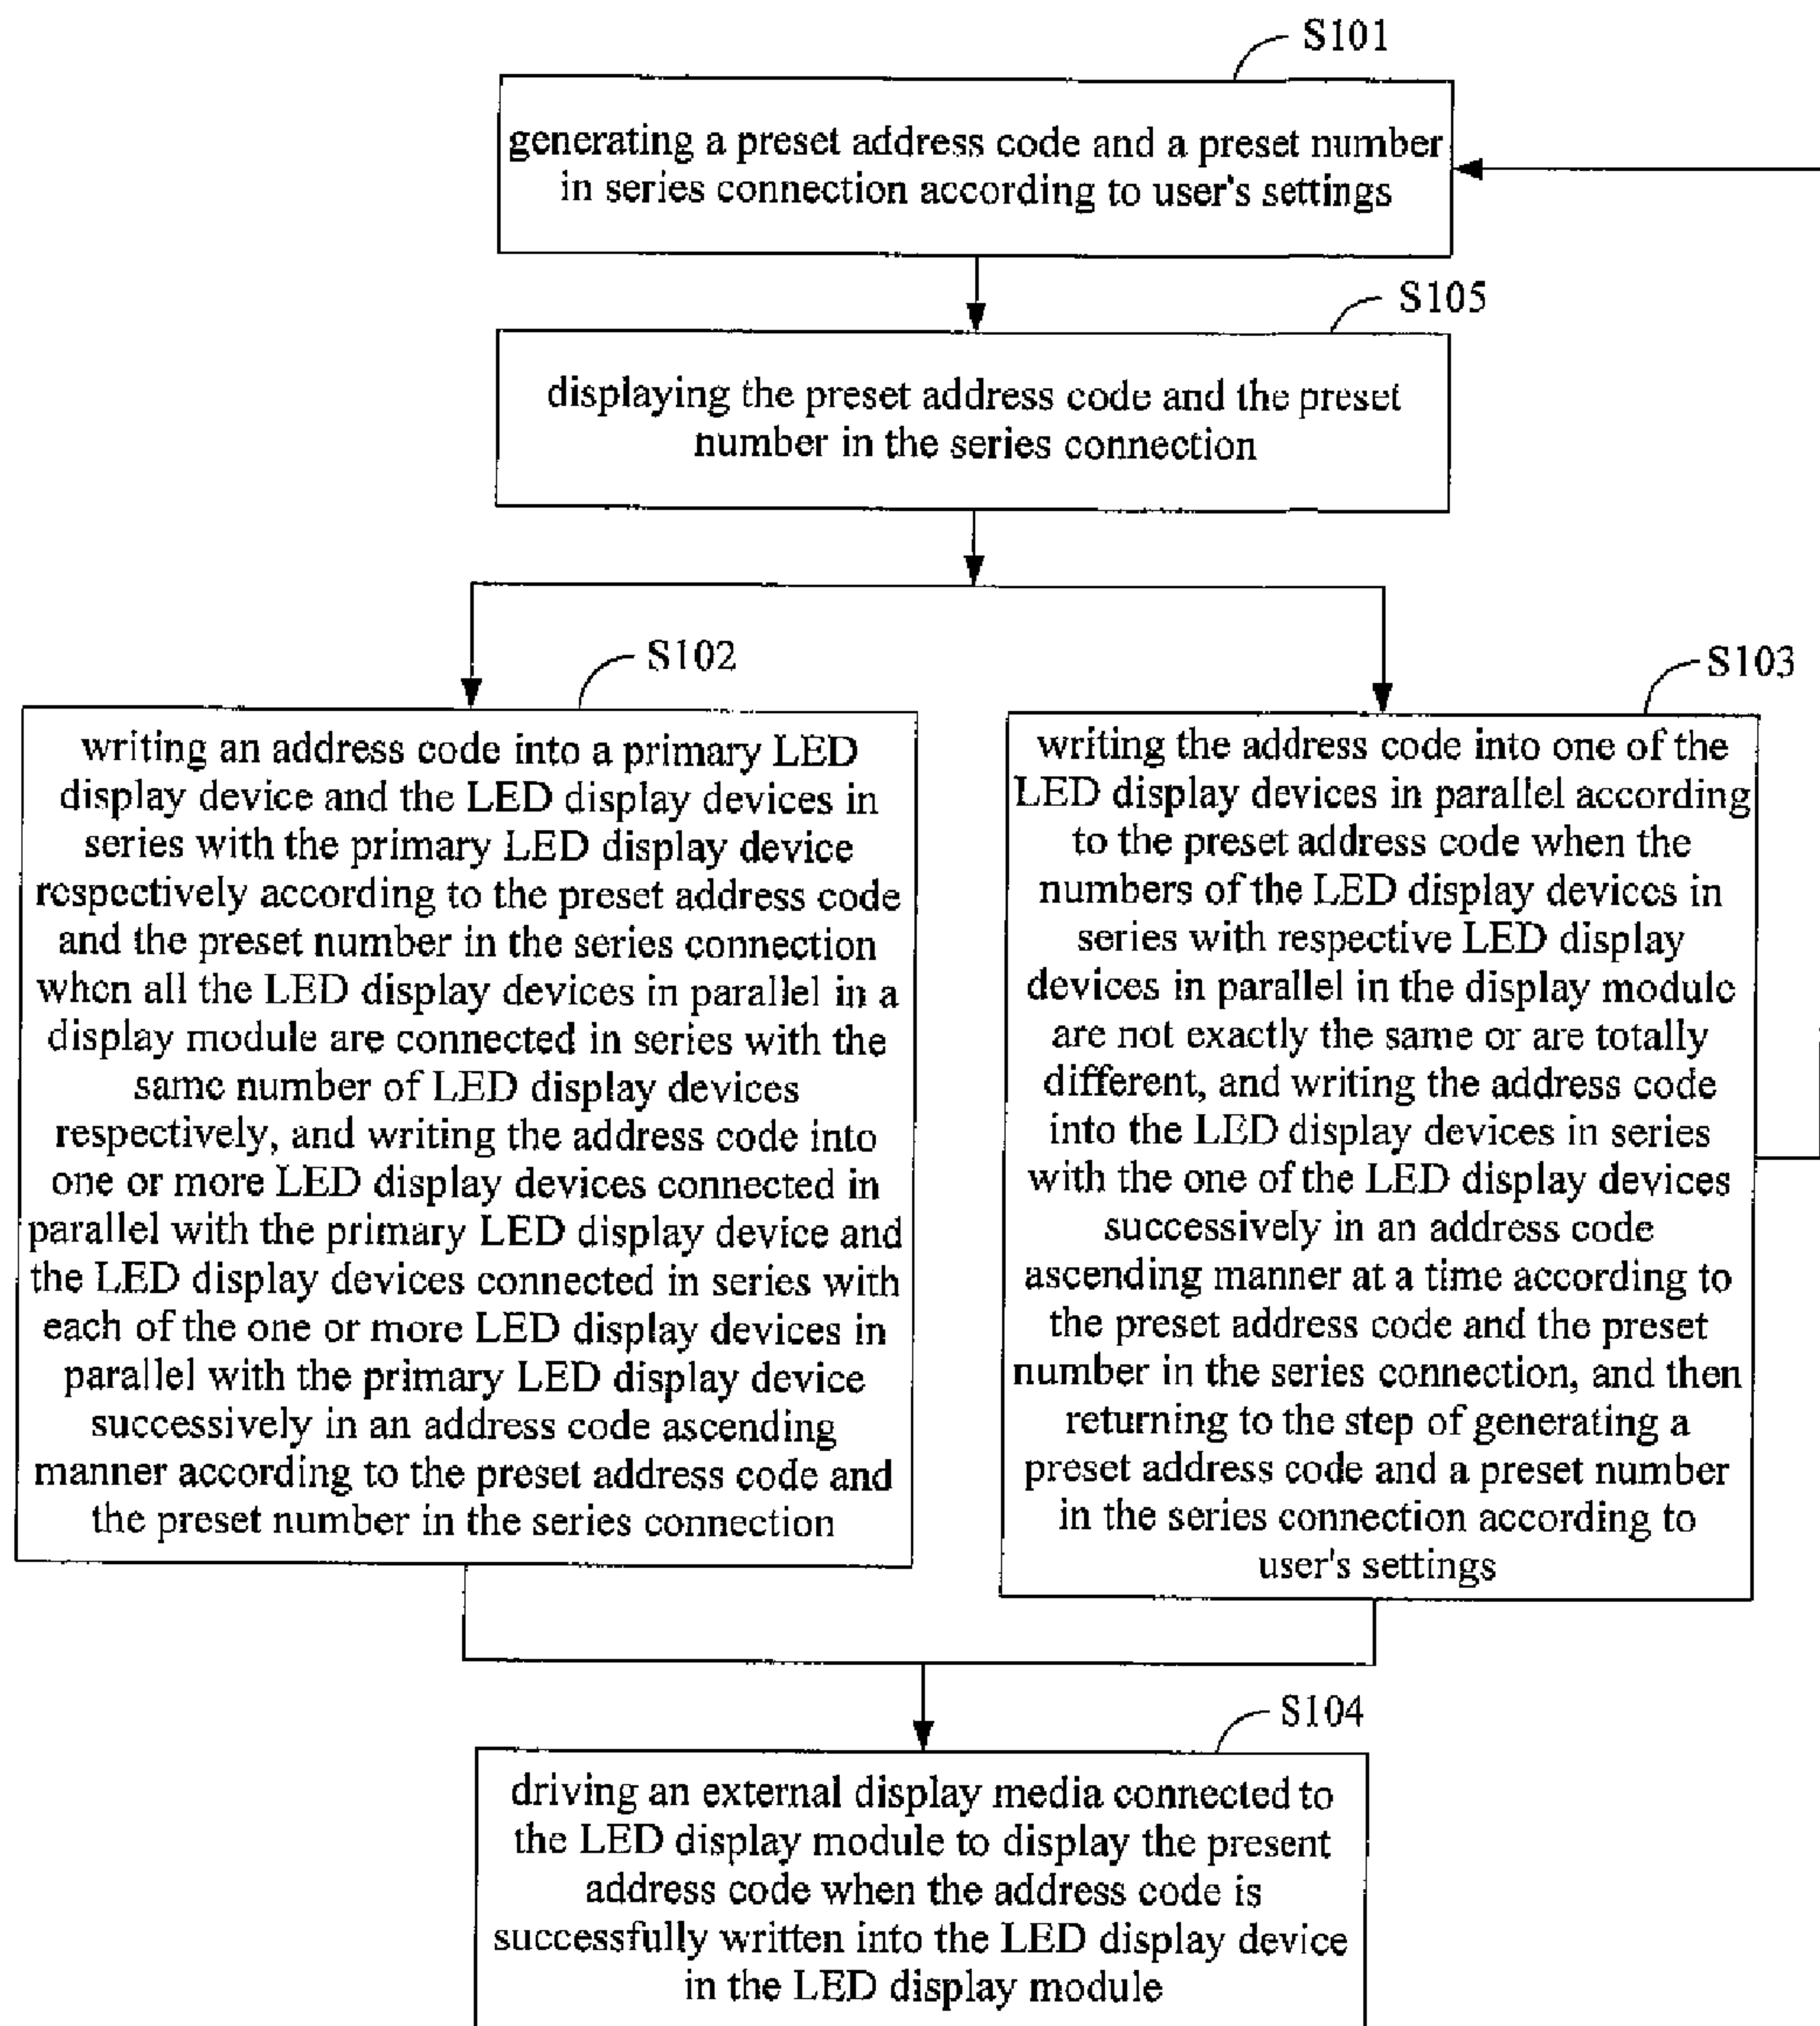 S101
generating a preset address code and a preset number
in series connection according to user's settings
S105
displaying the preset address code and the preset
number in the series connection
S102
writing an address code into a primary LED
display device and the LED display devices in
series with the primary LED display device
respectively according to the preset address code
and the preset number in the series connection
when all the LED display devices in parallel in a
display module are connected in series with the
same number of LED display devices
respectively, and writing the address code into
one or more LED display devices connected in
parallel with the primary LED display device and
the LED display devices connected in series with
each of the one or more LED display devices in
parallel with the primary LED display device
successively in an address code ascending
manner according to the preset address code and
the preset number in the series connection
S103
writing the address code into one of the
LED display devices in parallel according
to the preset address code when the
numbers of the LED display devices in
series with respective LED display
devices in parallel in the display module
are not exactly the same or are totally
different, and writing the address code
into the LED display devices in series
with the one of the LED display devices
successively in an address code
ascending manner at a time according to
the preset address code and the preset
number in the series connection, and then
returning to the step of generating a
preset address code and a preset number
in the series connection according to
user's settings
S104
driving an external display media connected to
the LED display module to display the present
address code when the address code is
successfully written into the LED display device
in the LED display module